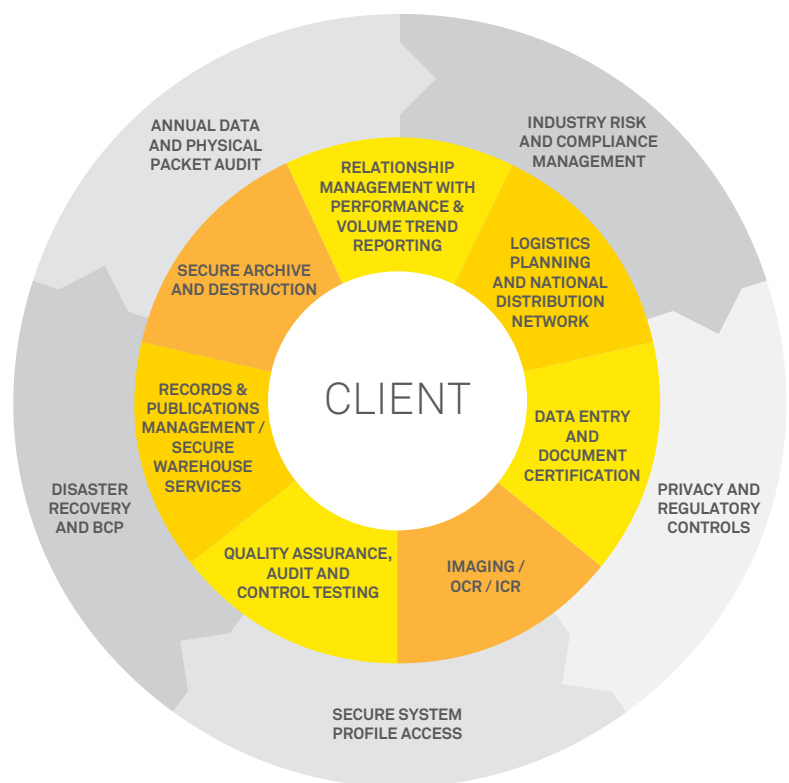 ANNUAL DATA
AND PHYSICAL
PACKET AUDIT
INDUSTRY RISK
AND COMPLIANCE
MANAGEMENT
RELATIONSHIP
MANAGEMENT WITH
PERFORMANCE &
VOLUME TREND
REPORTING
SECURE ARCHIVE
AND DESTRUCTION
LOGISTICS
PLANNING
AND NATIONAL
DISTRIBUTION
NETWORK
CLIENT
RECORDS &
PUBLICATIONS
MANAGEMENT /
SECURE
WAREHOUSE
SERVICES
DATA ENTRY
AND
DOCUMENT
CERTIFICATION
DISASTER
RECOVERY
AND BCP
PRIVACY AND
REGULATORY
CONTROLS
QUALITY ASSURANCE,
AUDIT AND
CONTROL TESTING
IMAGING /
OCR / ICR
SECURE SYSTEM
PROFILE ACCESS